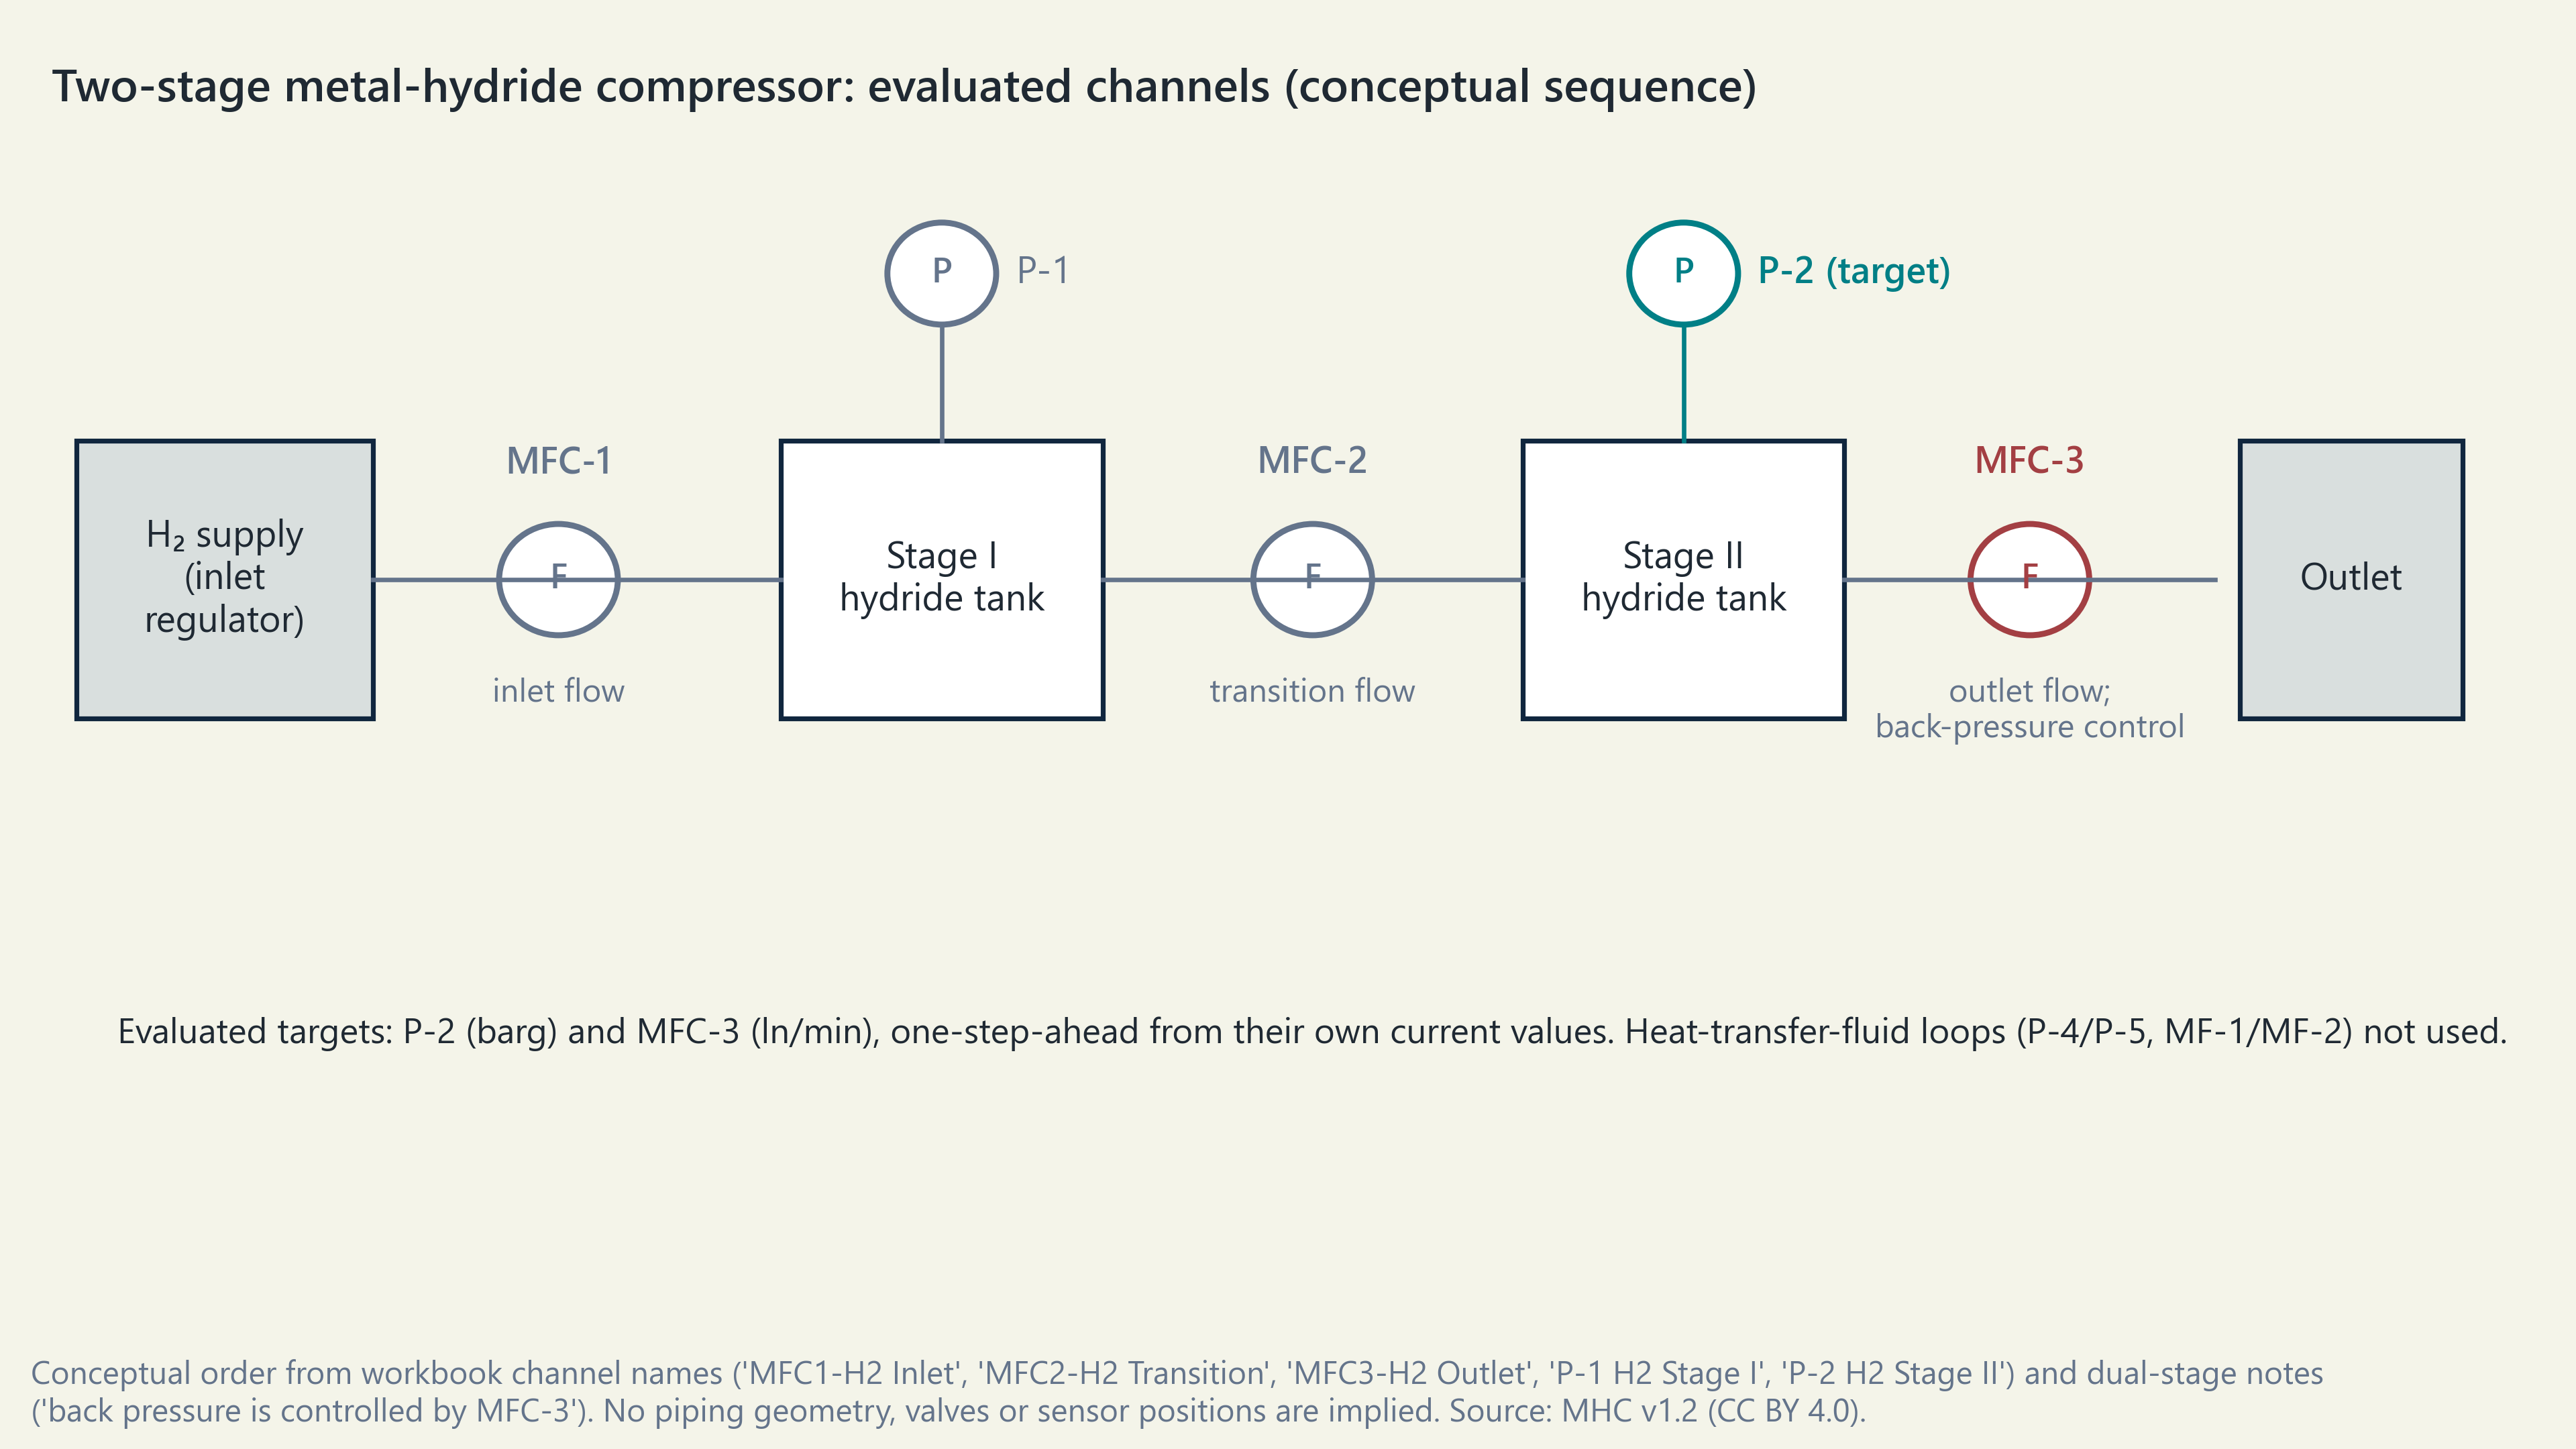 Two-stage metal-hydride compressor: evaluated channels (conceptual sequence)
P
P-1
P
P-2 (target)
MFC-1
MFC-2
MFC-3
H₂ supply
(inlet
regulator)
F
Stage I
hydride tank
F
Stage II
hydride tank
F
Outlet
inlet flow
transition flow
outlet flow;
back-pressure control
Evaluated targets: P-2 (barg) and MFC-3 (ln/min), one-step-ahead from their own current values. Heat-transfer-fluid loops (P-4/P-5, MF-1/MF-2) not used.
Conceptual order from workbook channel names ('MFC1-H2 Inlet', 'MFC2-H2 Transition', 'MFC3-H2 Outlet', 'P-1 H2 Stage I', 'P-2 H2 Stage II') and dual-stage notes
('back pressure is controlled by MFC-3'). No piping geometry, valves or sensor positions are implied. Source: MHC v1.2 (CC BY 4.0).